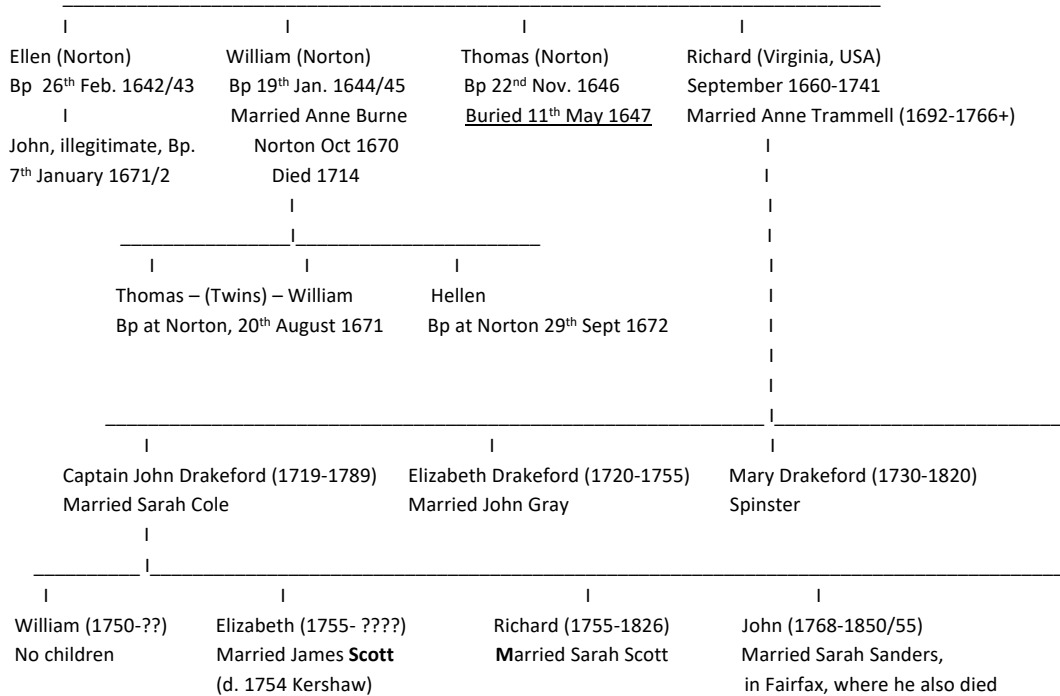 Ellen (Norton) William (Norton) Thomas (Norton) Richard (Virginia, USA)
Bp 26th Feb. 1642/43 Bp 19th Jan. 1644/45 Bp 22nd Nov. 1646 September 1660-1741
I Married Anne Burne Buried 11th May 1647 Married Anne Trammell (1692-1766+)
John, illegitimate, Bp. Norton Oct 1670 I
7th January 1671/2 Died 1714 I
I I
I I
I I I I
Thomas – (Twins) – William Hellen I
Bp at Norton, 20th August 1671 Bp at Norton 29th Sept 1672 I
I
I
I
I I I
Captain John Drakeford (1719-1789) Elizabeth Drakeford (1720-1755) Mary Drakeford (1730-1820)
Married Sarah Cole Married John Gray Spinster
I
I
I I I I
William (1750-??) Elizabeth (1755- ????) Richard (1755-1826) John (1768-1850/55)
No children Married James Scott Married Sarah Scott Married Sarah Sanders,
(d. 1754 Kershaw) in Fairfax, where he also died